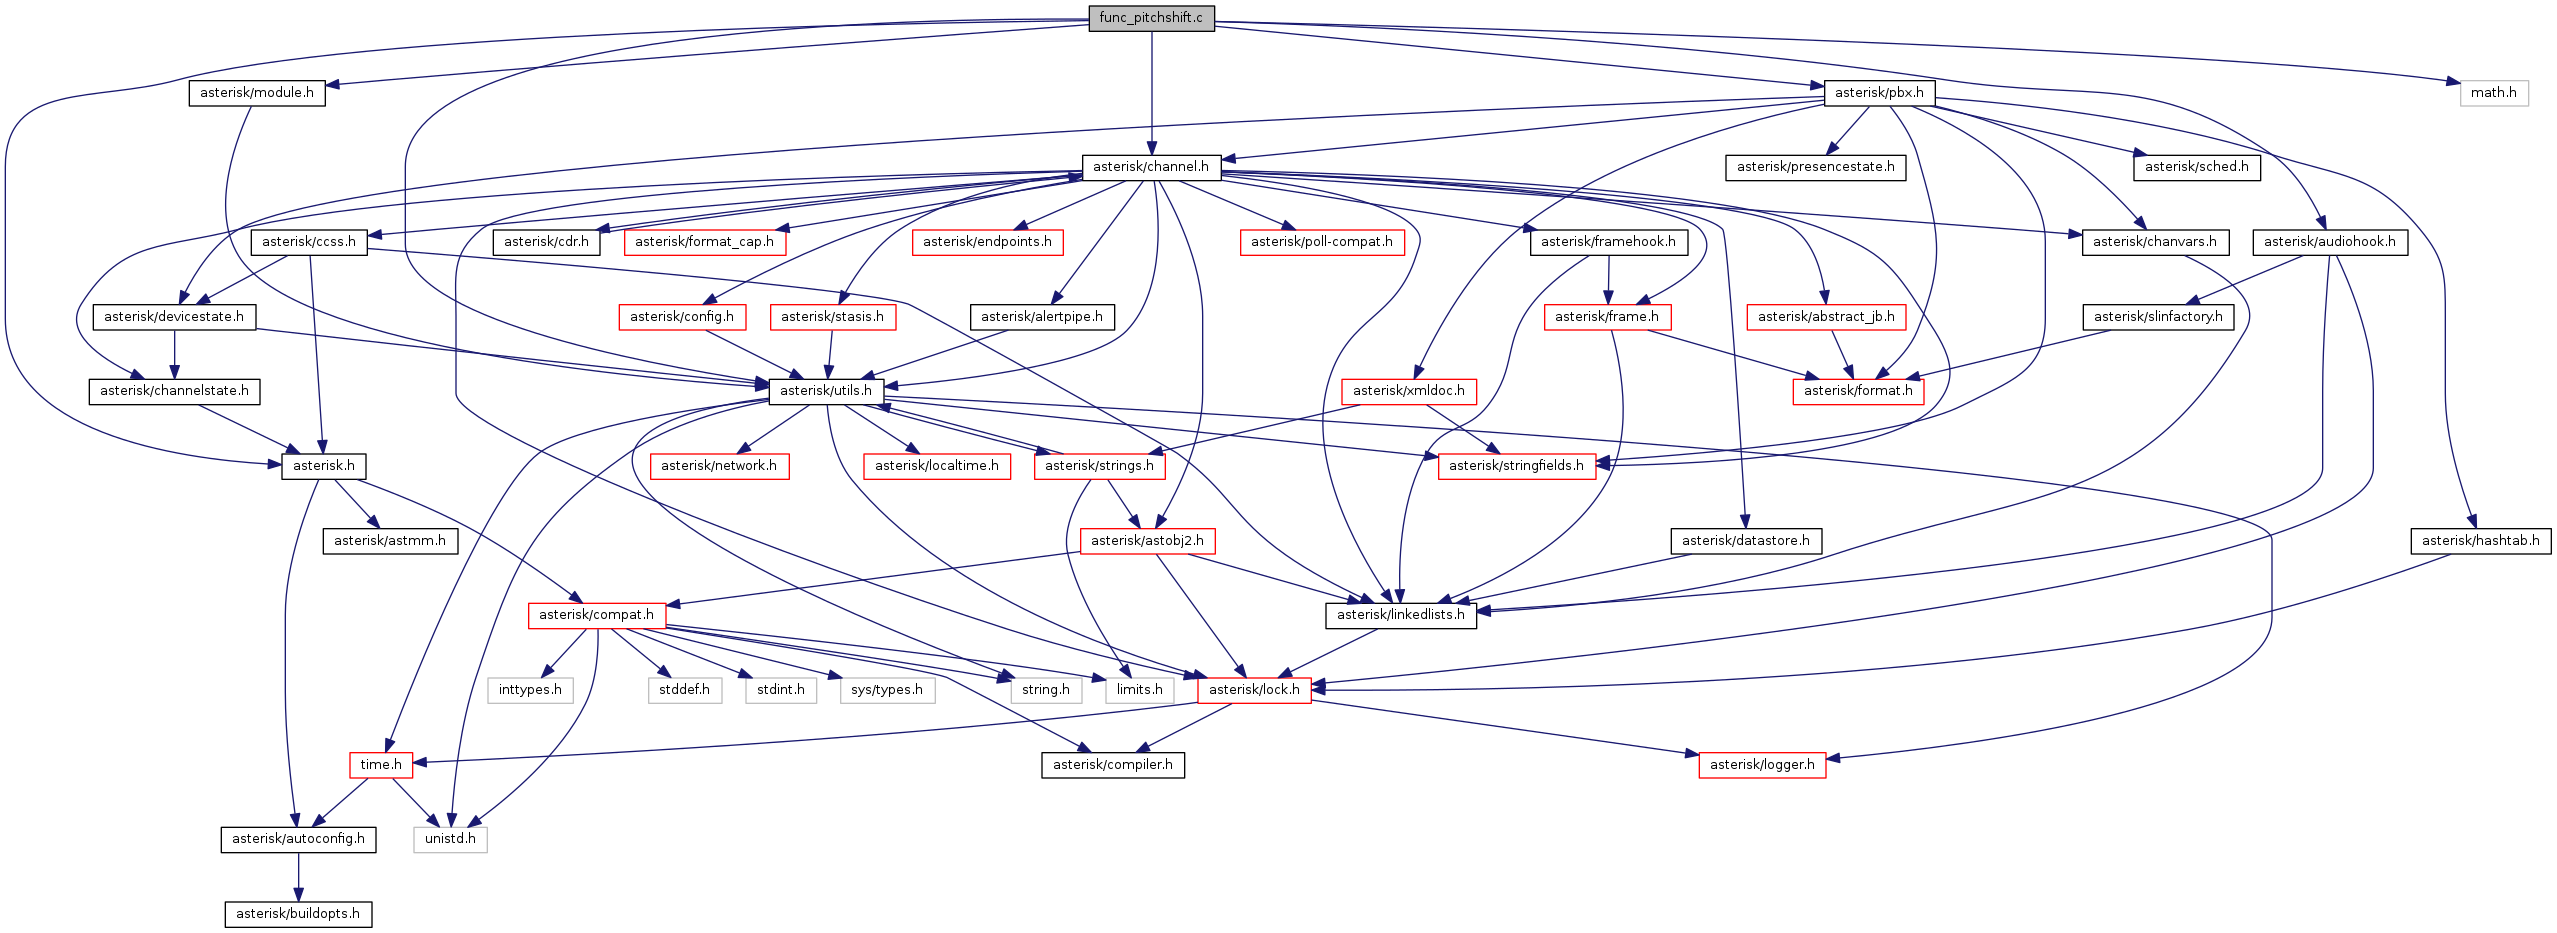 func_pitchshift.c
asterisk/module.h
asterisk/pbx.h
math.h
asterisk/channel.h
asterisk/presencestate.h
asterisk/sched.h
asterisk/ccss.h
asterisk/cdr.h
asterisk/format_cap.h
asterisk/endpoints.h
asterisk/poll-compat.h
asterisk/framehook.h
asterisk/chanvars.h
asterisk/audiohook.h
asterisk/devicestate.h
asterisk/config.h
asterisk/stasis.h
asterisk/alertpipe.h
asterisk/frame.h
asterisk/abstract_jb.h
asterisk/slinfactory.h
asterisk/channelstate.h
asterisk/utils.h
asterisk/xmldoc.h
asterisk/format.h
asterisk.h
asterisk/network.h
asterisk/localtime.h
asterisk/strings.h
asterisk/stringfields.h
asterisk/astmm.h
asterisk/astobj2.h
asterisk/datastore.h
asterisk/hashtab.h
asterisk/compat.h
asterisk/linkedlists.h
inttypes.h
stddef.h
stdint.h
sys/types.h
string.h
limits.h
asterisk/lock.h
time.h
asterisk/compiler.h
asterisk/logger.h
asterisk/autoconfig.h
unistd.h
asterisk/buildopts.h